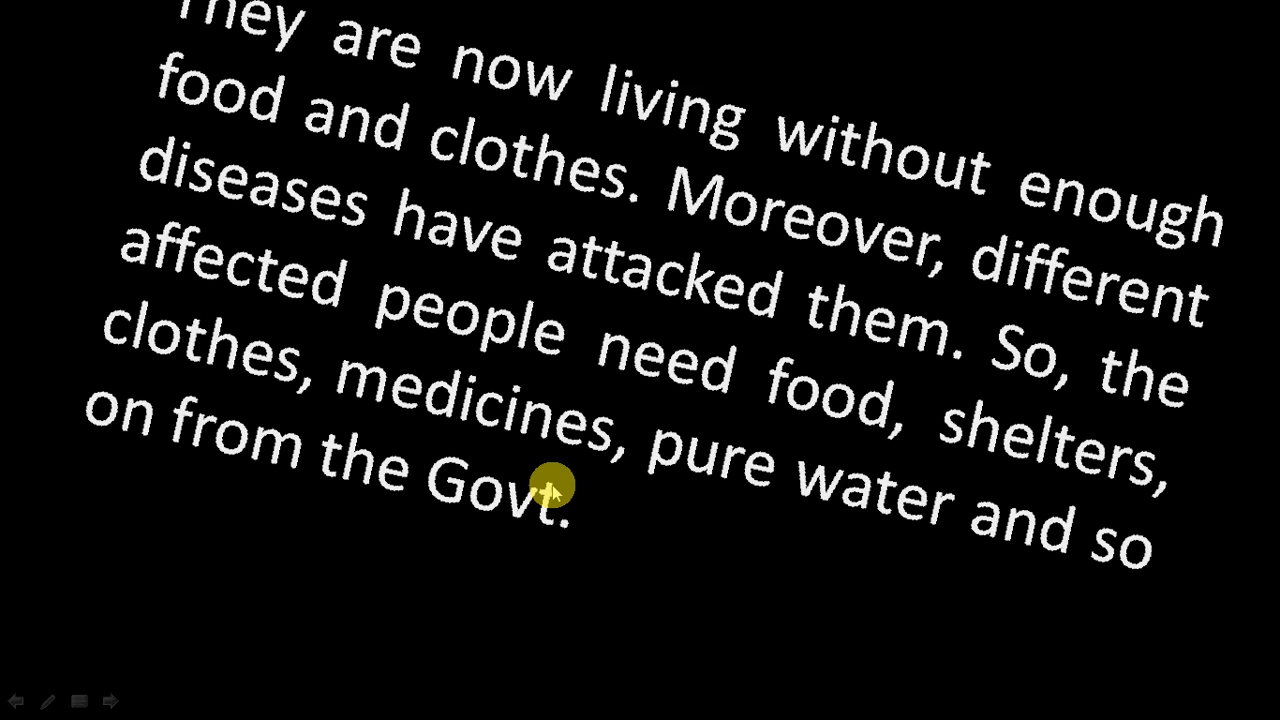 They are now living without enough
food and clothes. Moreover, different
diseases have attacked them. So, the
affected people need food, shelters,
clothes, medicines, pure water and so
on from the Govt.